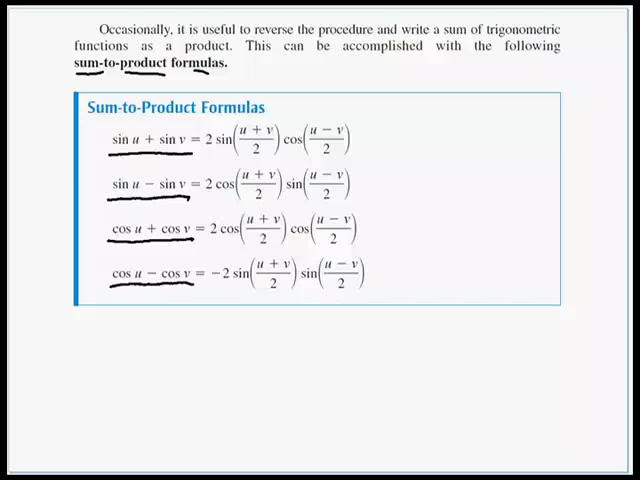 Occasionally, it is useful to reverse the procedure and write a sum of trigonometric
functions as a product. This can be accomplished with the following
sum-to-product formulas.
Sum-to-Product Formulas
sin u + sin v = 2 sin((u + v)/2) cos((u − v)/2)
sin u − sin v = 2 cos((u + v)/2) sin((u − v)/2)
cos u + cos v = 2 cos((u + v)/2) cos((u − v)/2)
cos u − cos v = −2 sin((u + v)/2) sin((u − v)/2)